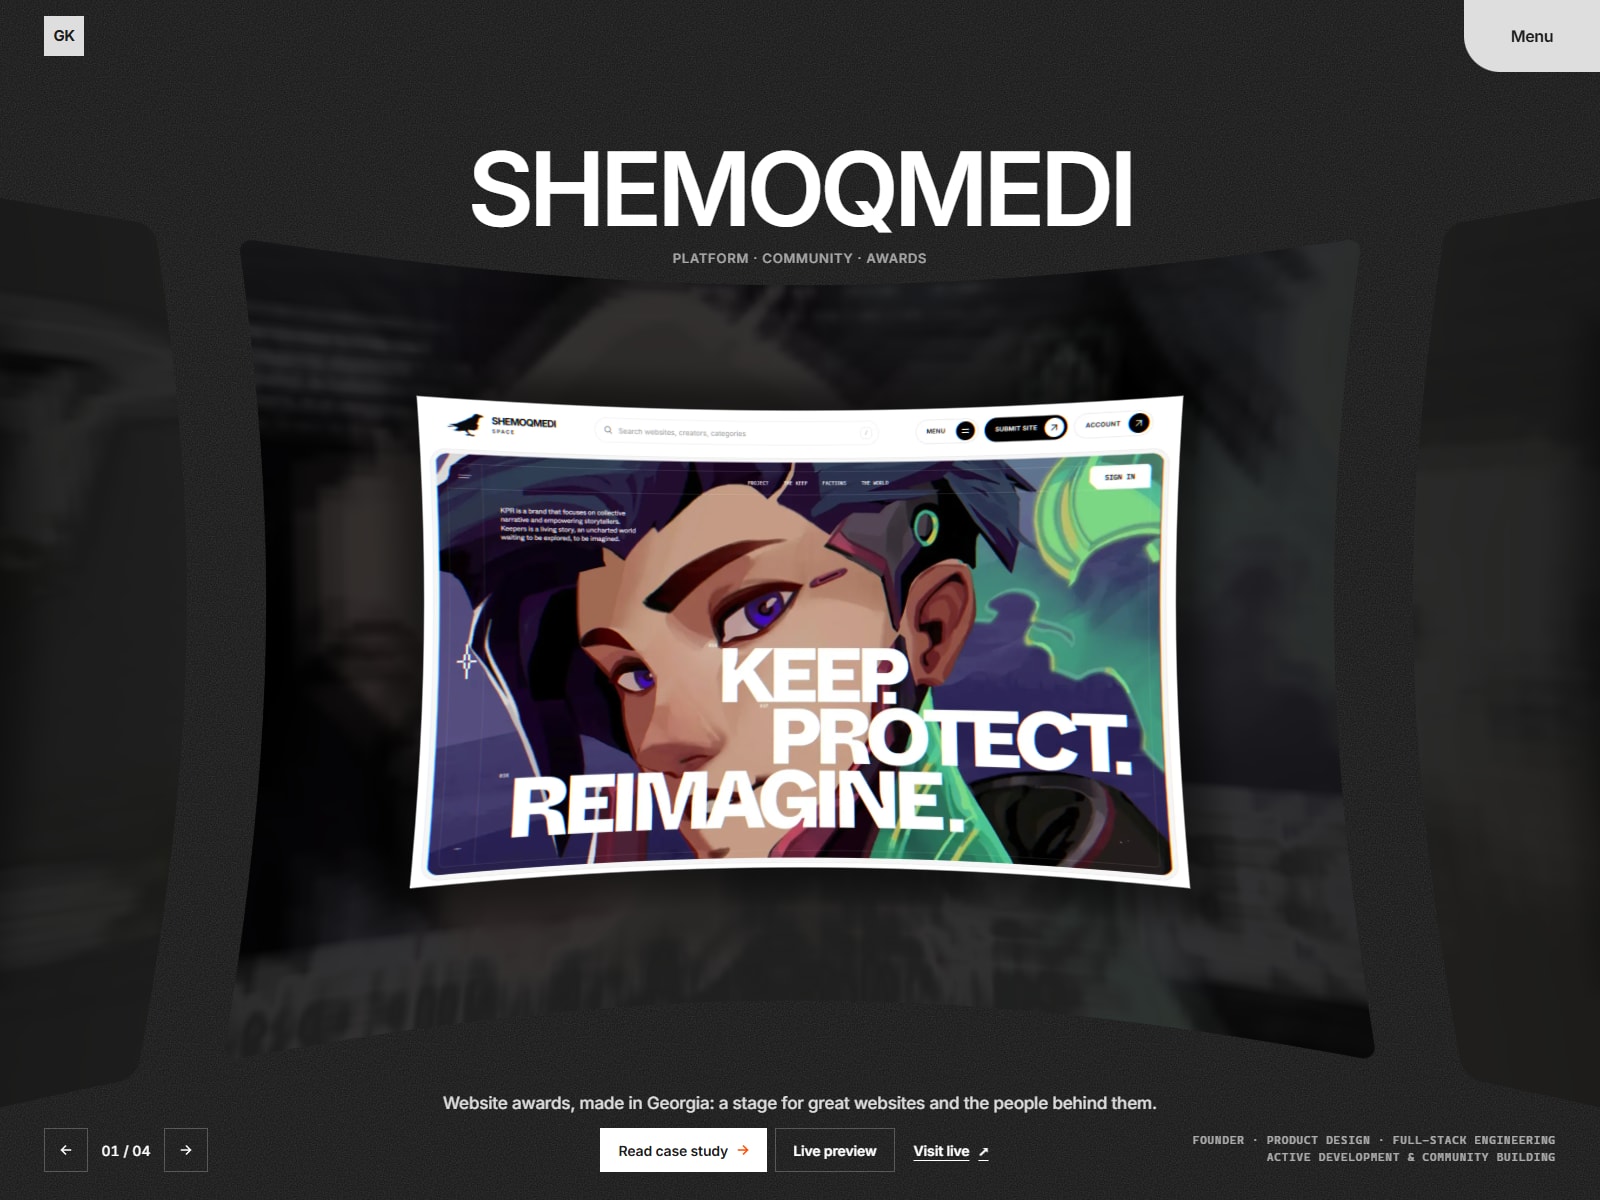 GK
Menu
SHEMOQMEDI
PLATFORM · COMMUNITY · AWARDS
SHEMOQMEDI
SPACE
Search websites, creators, categories
/
MENU
SUBMIT SITE
ACCOUNT
PROJECT THE KEEP FACTIONS THE WORLD
SIGN IN
KPR is a brand that focuses on collective
narrative and empowering storytellers.
Keepers is a living story, an uncharted world
waiting to be explored, to be imagined.
KEEP.
PROTECT.
REIMAGINE.
Website awards, made in Georgia: a stage for great websites and the people behind them.
← 01 / 04 →
Read case study →
Live preview
Visit live ↗
FOUNDER · PRODUCT DESIGN · FULL-STACK ENGINEERING
ACTIVE DEVELOPMENT & COMMUNITY BUILDING